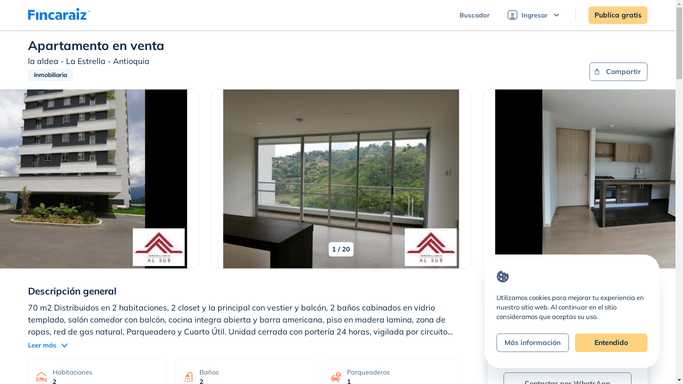 Fincaraiz
Buscador
Ingresar
Publica gratis
Apartamento en venta
la aldea - La Estrella - Antioquia
Inmobiliaria
Compartir
AL SUR
1 / 20
AL SUR
Descripción general
70 m2 Distribuidos en 2 habitaciones, 2 closet y la principal con vestier y balcón, 2 baños cabinados en vidrio
templado, salón comedor con balcón, cocina integra abierta y barra americana, piso en madera lamina, zona de
ropas, red de gas natural, Parqueadero y Cuarto Útil. Unidad cerrada con portería 24 horas, vigilada por circuito...
Leer más
Habitaciones
2
Baños
2
Parqueaderos
1
Utilizamos cookies para mejorar tu experiencia en
nuestro sitio web. Al continuar en el sitio
consideramos que aceptas su uso.
Más información
Entendido
Contactar por WhatsApp